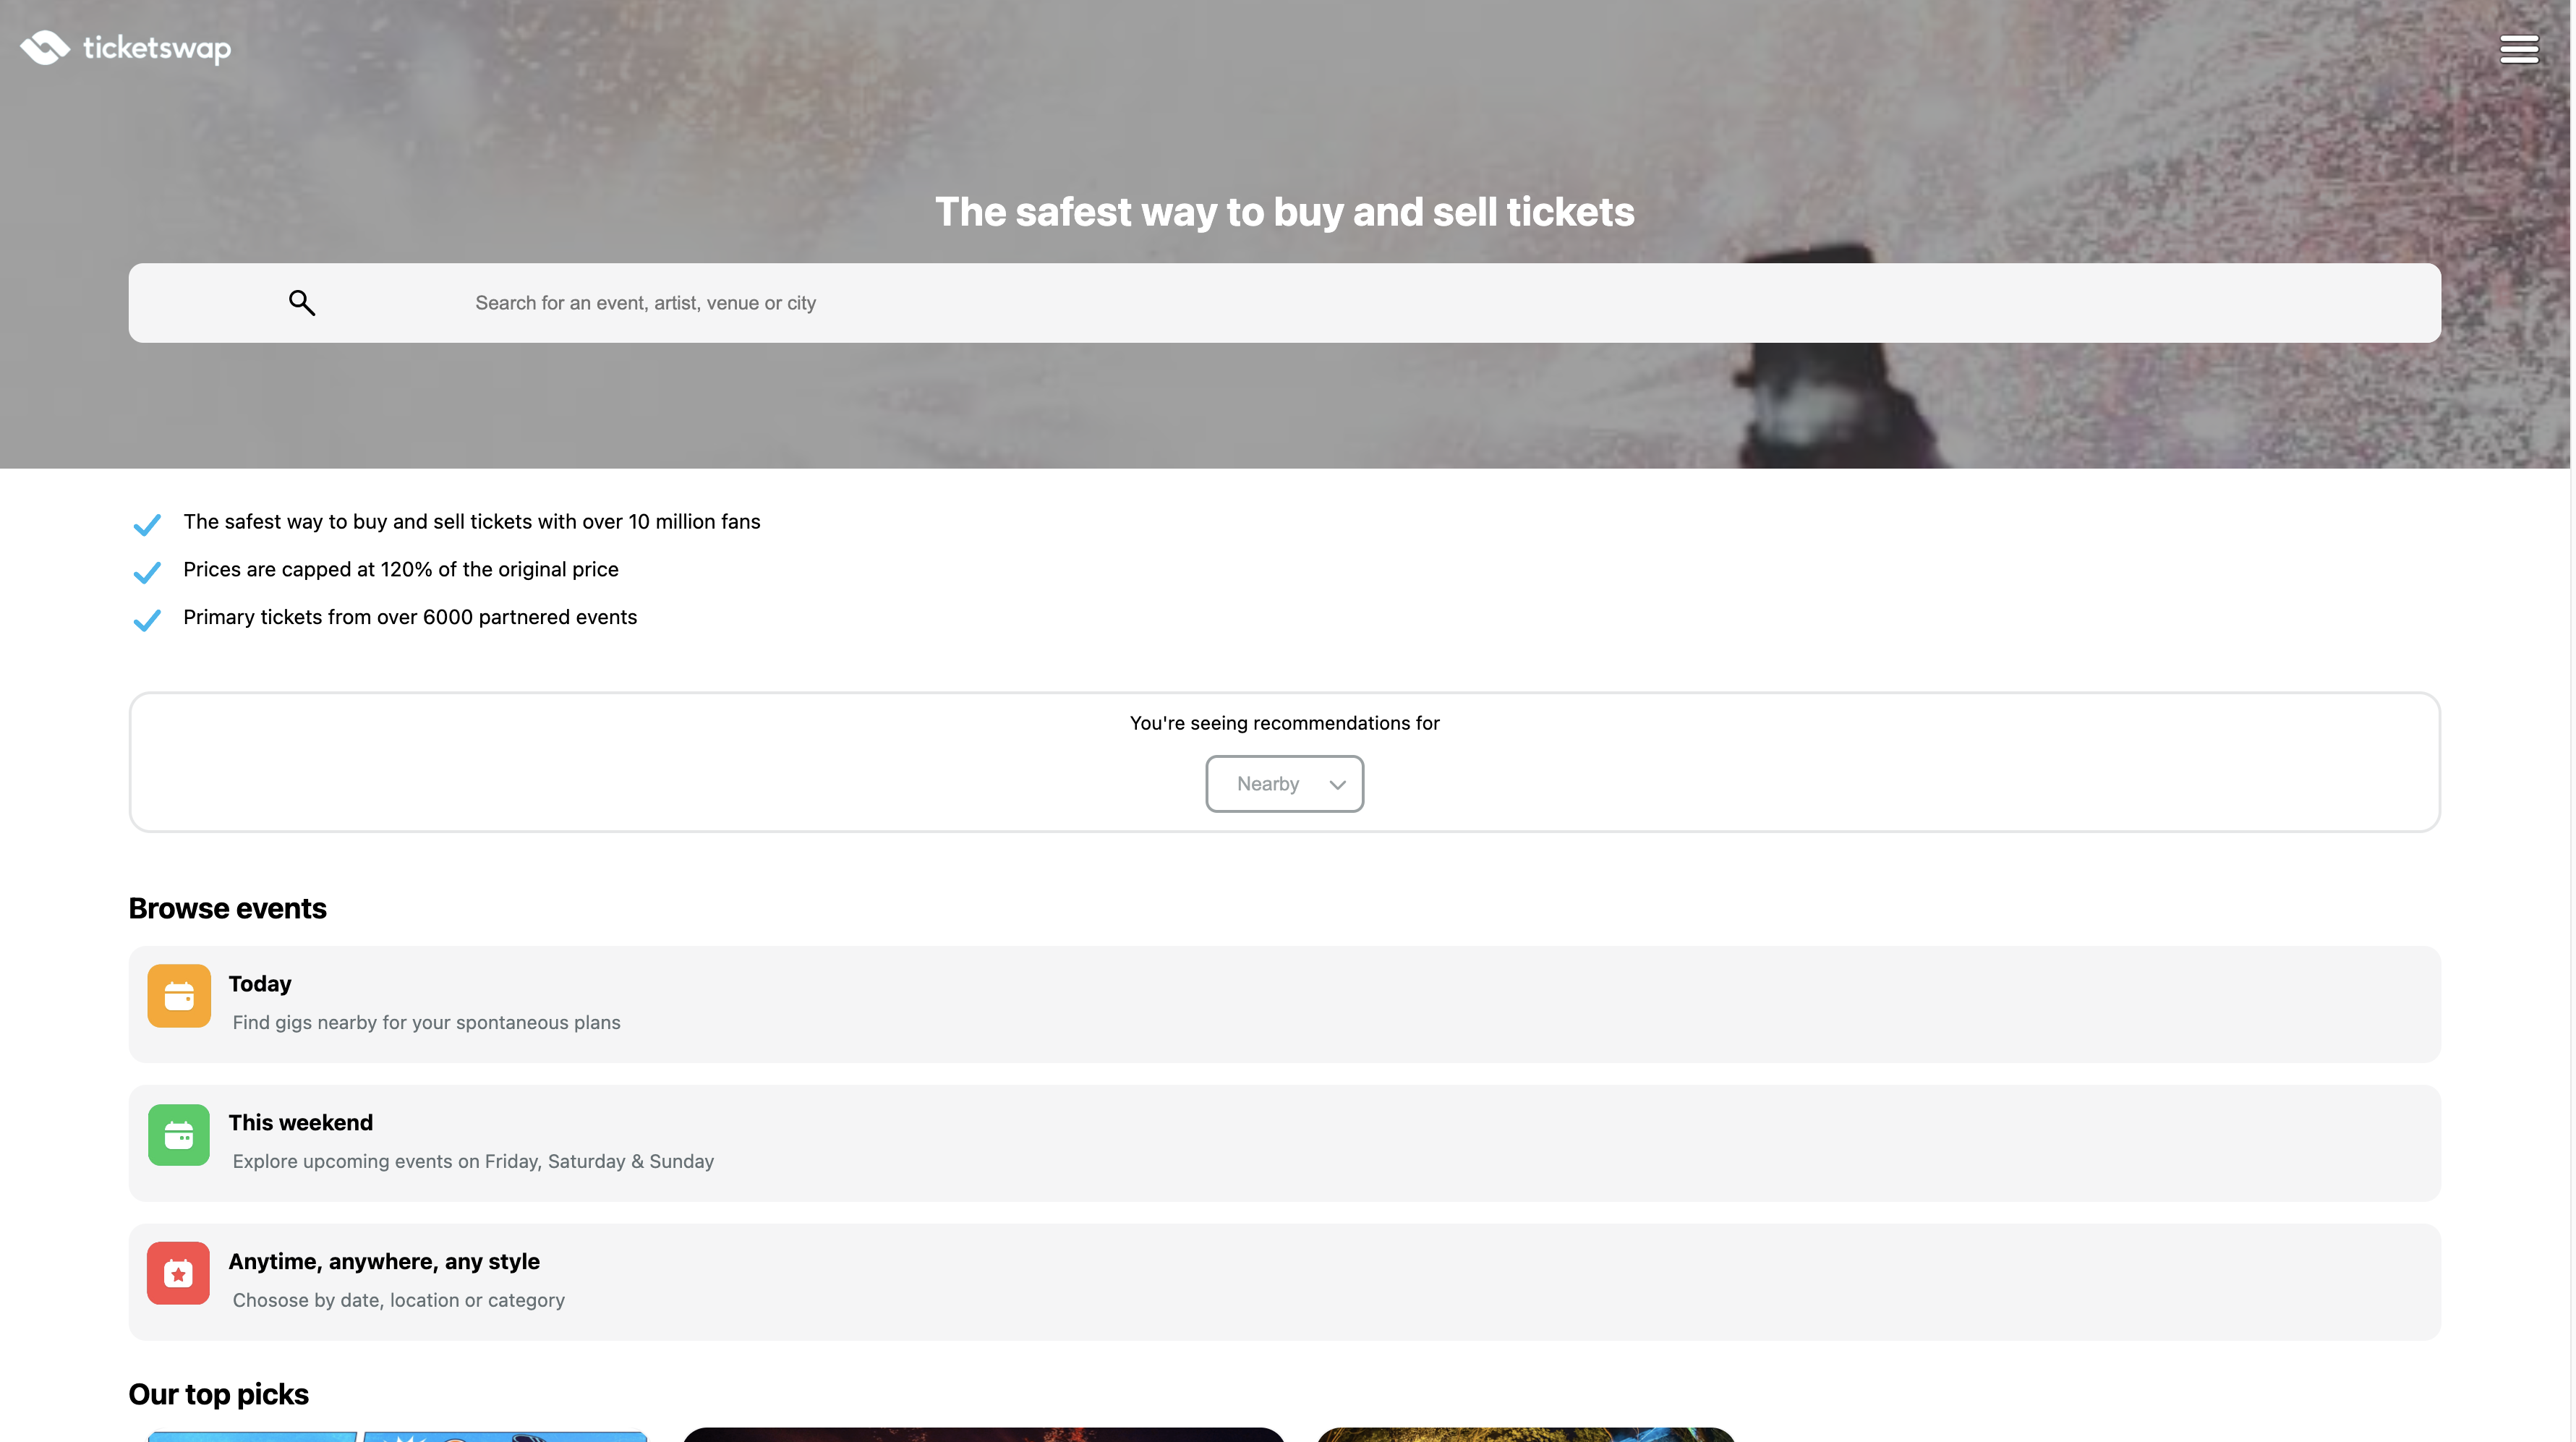 ticketswap
The safest way to buy and sell tickets
Search for an event, artist, venue or city
The safest way to buy and sell tickets with over 10 million fans
Prices are capped at 120% of the original price
Primary tickets from over 6000 partnered events
You're seeing recommendations for
Nearby
Browse events
Today
Find gigs nearby for your spontaneous plans
This weekend
Explore upcoming events on Friday, Saturday & Sunday
Anytime, anywhere, any style
Chosose by date, location or category
Our top picks